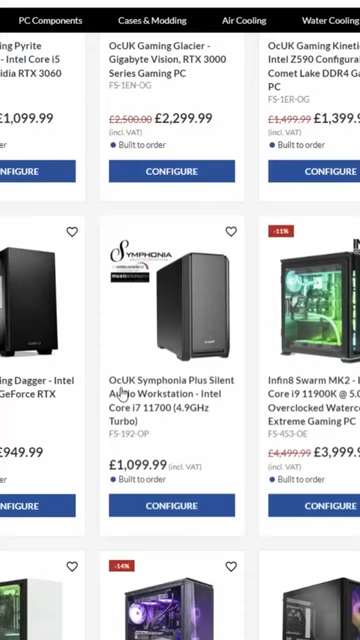 PC Components Cases & Modding Air Cooling Water Cooling
ng Pyrite
- Intel Core i5
idia RTX 3060
£1,099.99
NFIGURE
OcUK Gaming Glacier -
Gigabyte Vision, RTX 3000
Series Gaming PC
FS-1EN-OG
£2,500.00 £2,299.99
(incl. VAT)
Built to order
CONFIGURE
OcUK Gaming Kineti
Intel Z590 Configura
Comet Lake DDR4 Ga
PC
FS-1ER-OG
£1,499.99 £1,399.9
(incl. VAT)
Built to order
CONFIGURE
ng Dagger - Intel
GeForce RTX
£949.99
NFIGURE
SYMPHONIA
OcUK Symphonia Plus Silent
Audio Workstation - Intel
Core i7 11700 (4.9GHz
Turbo)
FS-192-OP
£1,099.99 (incl. VAT)
Built to order
CONFIGURE
-11%
IN
Infin8 Swarm MK2 - I
Core i9 11900K @ 5.0
Overclocked Waterc
Extreme Gaming PC
FS-453-OE
£4,499.99 £3,999.
(incl. VAT)
Built to order
CONFIGURE
-14%